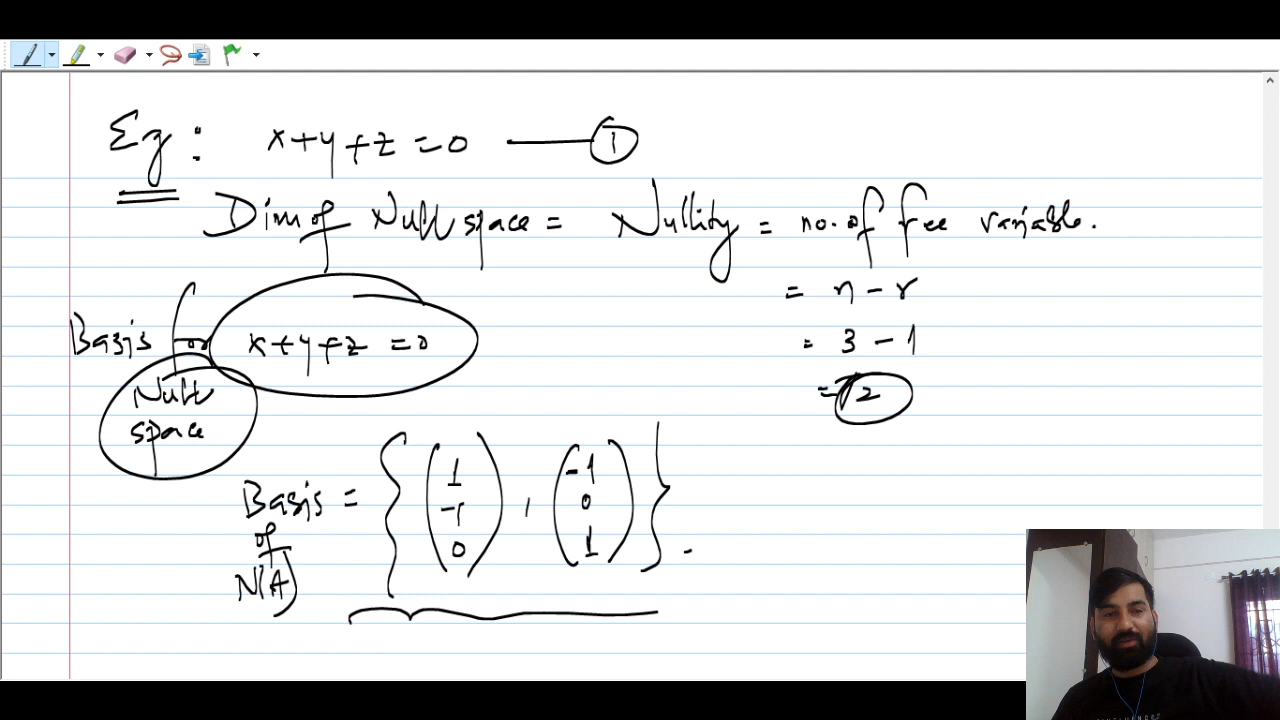 Eg: x+y+z=0 — 1
Dim of Null space = Nullity = no. of free variable.
= n - r
Basis for x+y+z=0
= 3 - 1
Null
= 2
space
Basis = { (1 -1 0), (-1 0 1) }.
of
N(A)